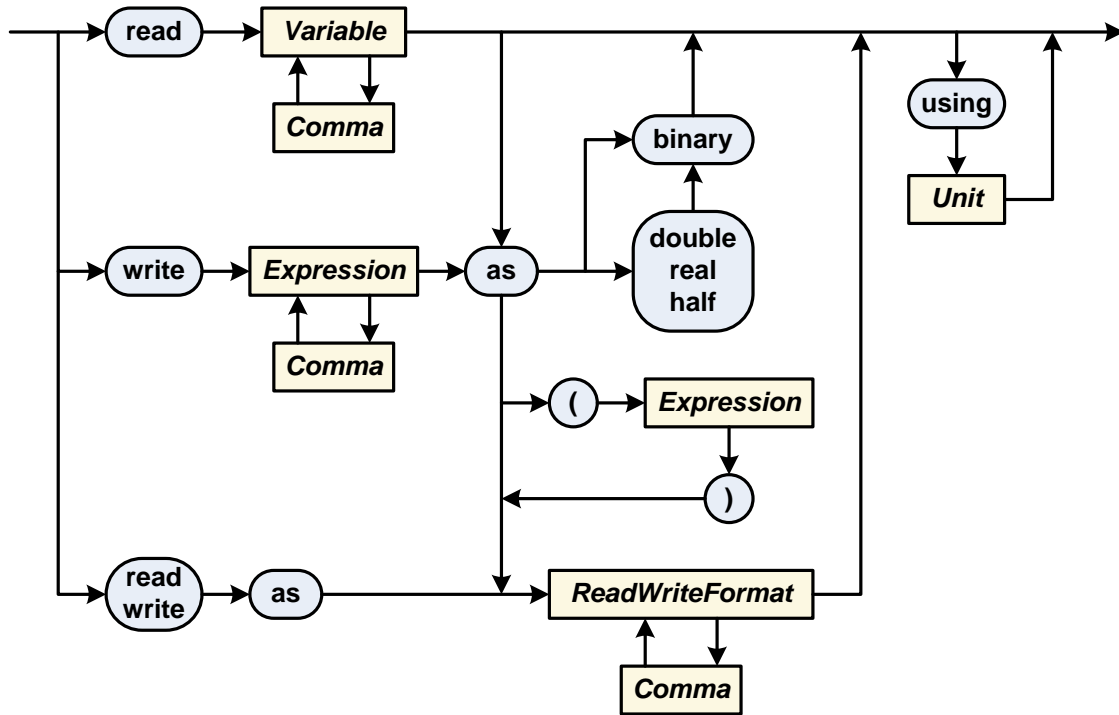 read
Variable
Comma
using
binary
Unit
double
real
half
write
Expression
as
Comma
(
Expression
)
read
write
as
ReadWriteFormat
Comma